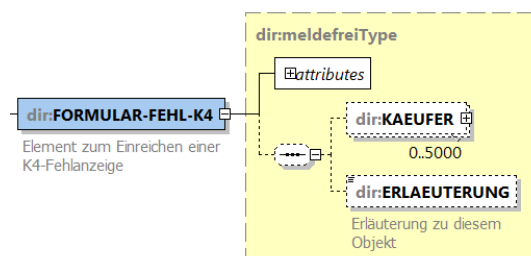 dir:meldefreiType
attributes
dir:FORMULAR-FEHL-K4
Element zum Einreichen einer
K4-Fehlanzeige
dir:KAEUFER
0..5000
dir:ERLAEUTERUNG
Erläuterung zu diesem
Objekt